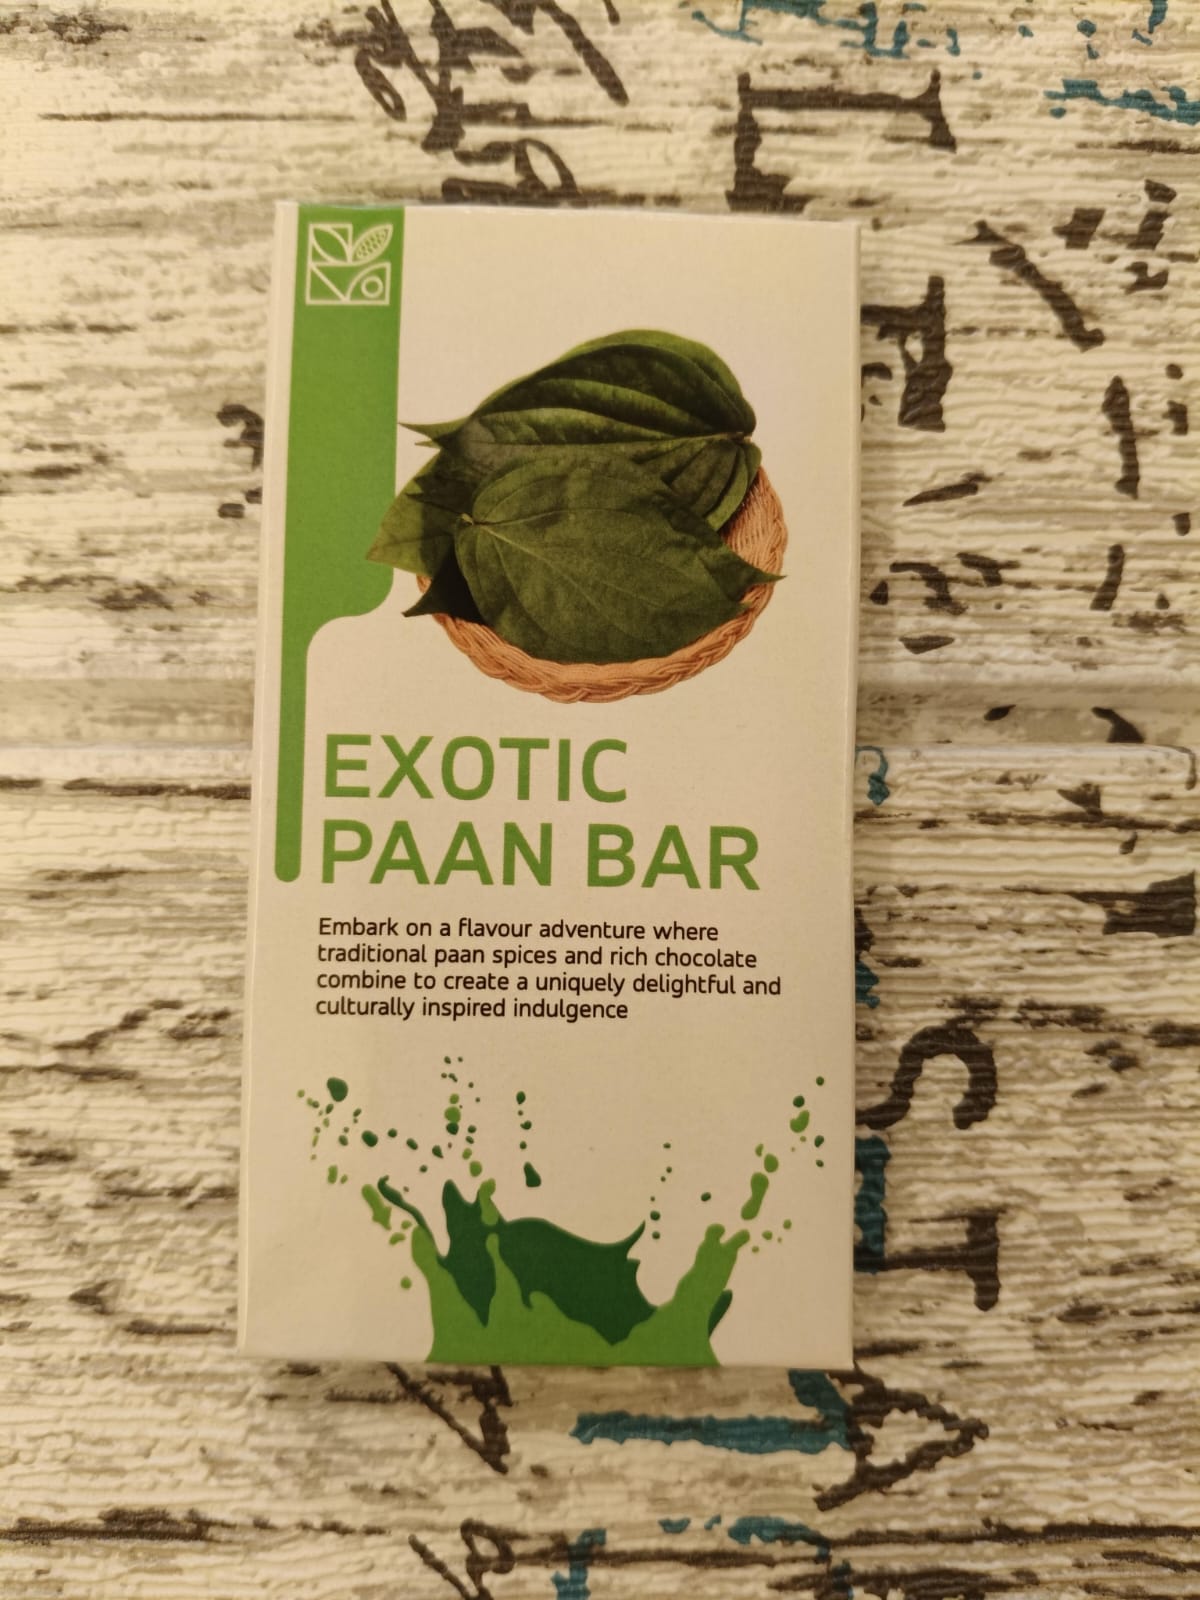 EXOTIC
PAAN BAR
Embark on a flavour adventure where
traditional paan spices and rich chocolate
combine to create a uniquely delightful and
culturally inspired indulgence